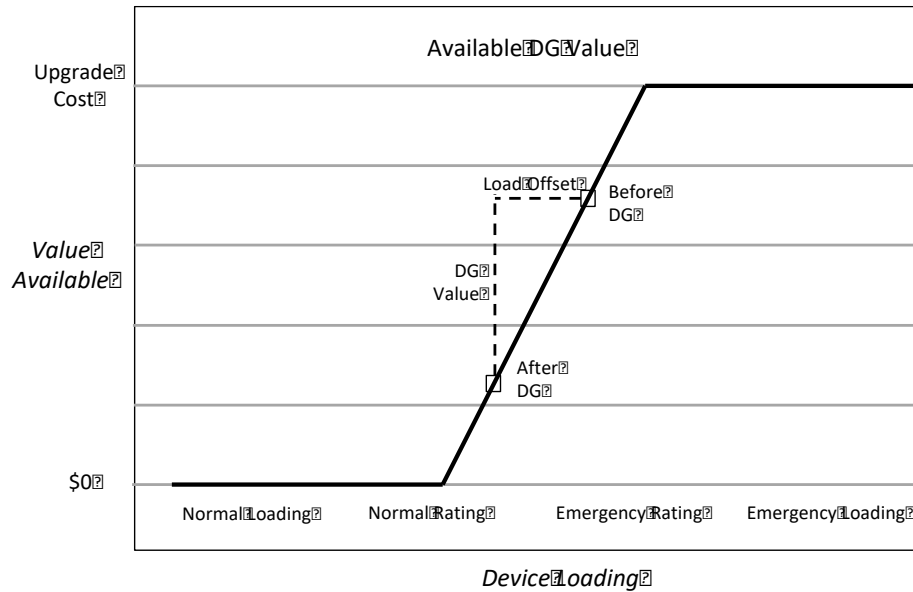 Available DG Value
Upgrade
Cost
Load Offset
Before
DG
Value
Available
DG
Value
After
DG
$0
Normal Loading
Normal Rating
Emergency Rating
Emergency Loading
Device Loading